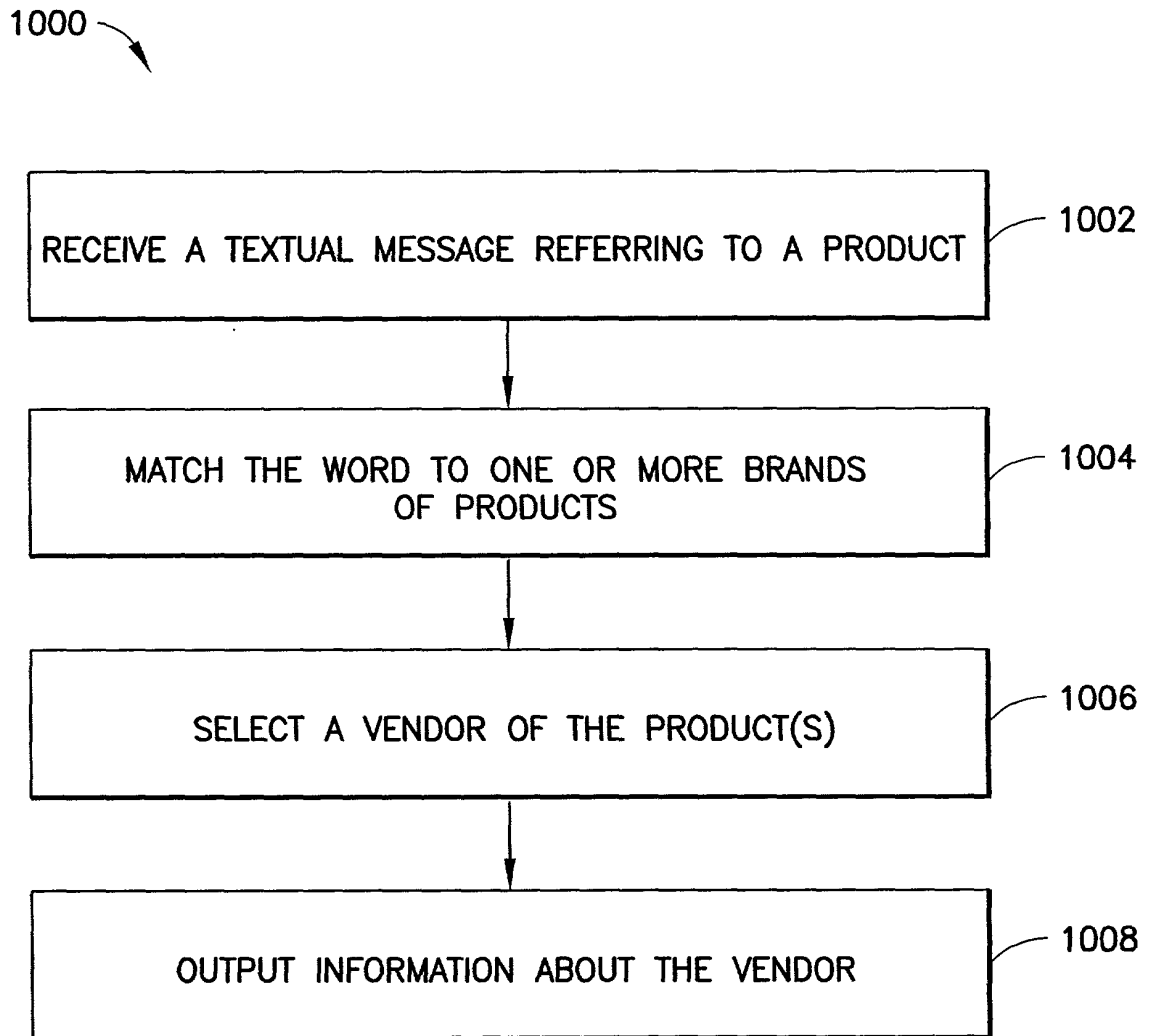 1000
RECEIVE A TEXTUAL MESSAGE REFERRING TO A PRODUCT
1002
MATCH THE WORD TO ONE OR MORE BRANDS
OF PRODUCTS
1004
SELECT A VENDOR OF THE PRODUCT(S)
1006
OUTPUT INFORMATION ABOUT THE VENDOR
1008